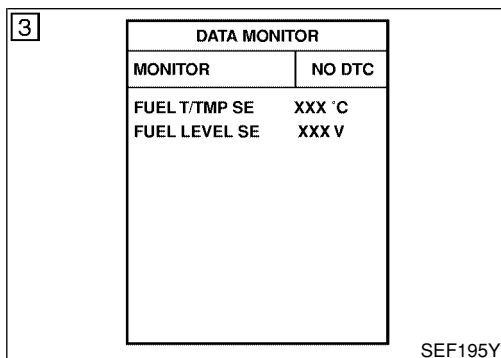 3
DATA MONITOR
MONITOR NO DTC
FUEL T/TMP SE XXX °C
FUEL LEVEL SE XXX V
SEF195Y